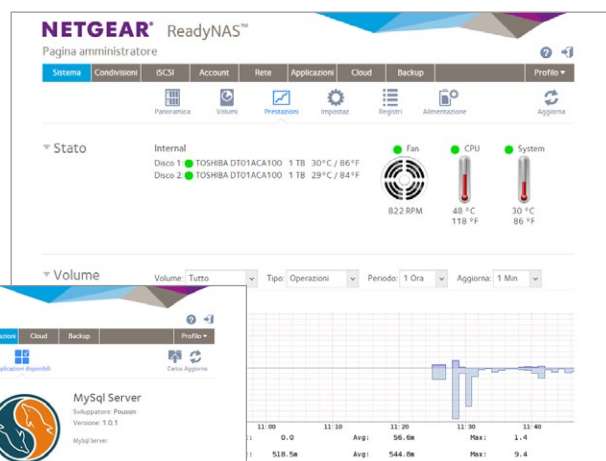 NETGEAR® ReadyNAS™
Pagina amministratore
Sistema Condivisioni iSCSI Account Rete Applicazioni Cloud Backup Profilo
Panoramica Volumi Prestazioni Impostaz. Registri Alimentazione Aggiorna
Stato
Internal
Disco 1: TOSHIBA DT01ACA100 1 TB 30°C / 86°F
Disco 2: TOSHIBA DT01ACA100 1 TB 29°C / 84°F
Fan CPU System
822 RPM
48 °C
118 °F
30 °C
86 °F
Volume
Volume: Tutto Tipo: Operazioni Periodo: 1 Ora Aggiorna: 1 Min
11:00 11:10 11:20 11:30 11:40
0.0 Avg: 56.6m Max: 1.4
518.5m Avg: 544.8m Max: 9.4
Cloud Backup Profilo
disponibili
Carica Aggiorna
MySql Server
Sviluppatore: Poussin
Versione: 1.0.1
MySql Server.